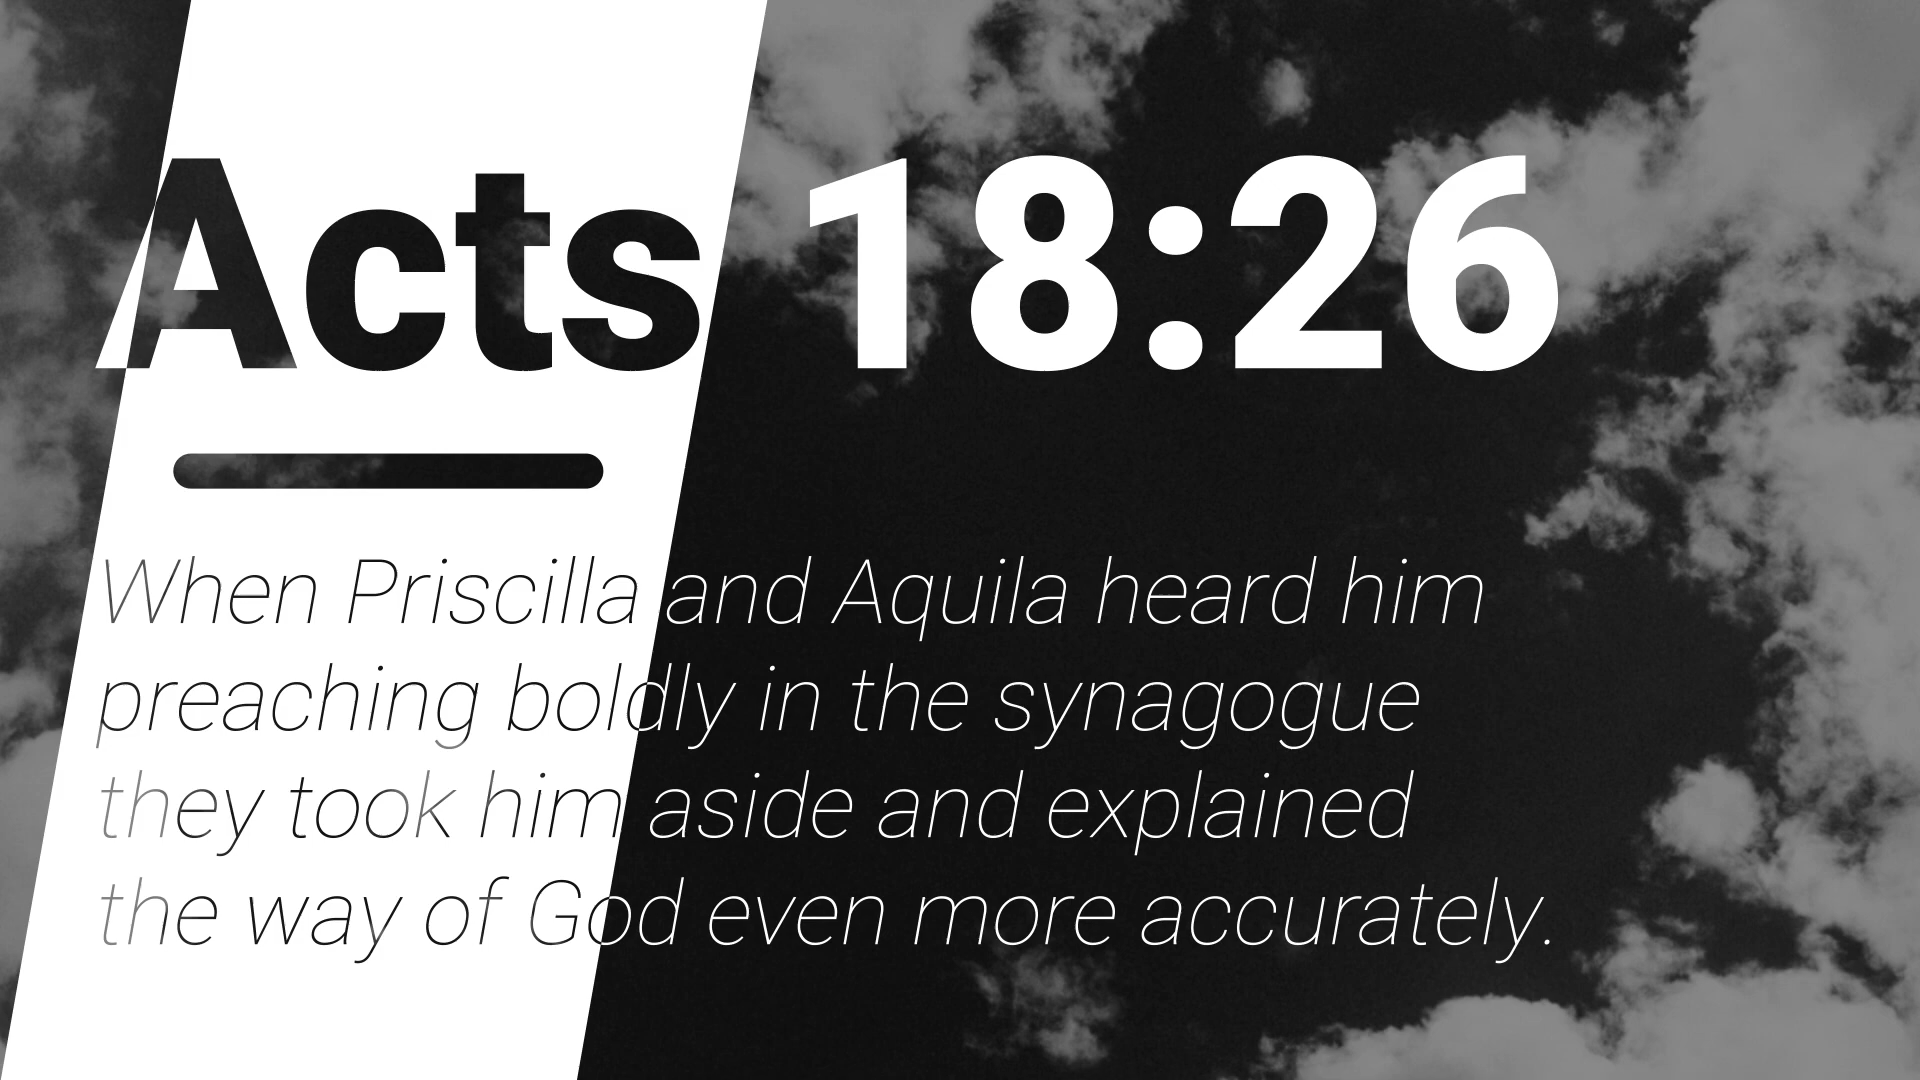 Acts 18:26
When Priscilla and Aquila heard him
preaching boldly in the synagogue
they took him aside and explained
the way of God even more accurately.